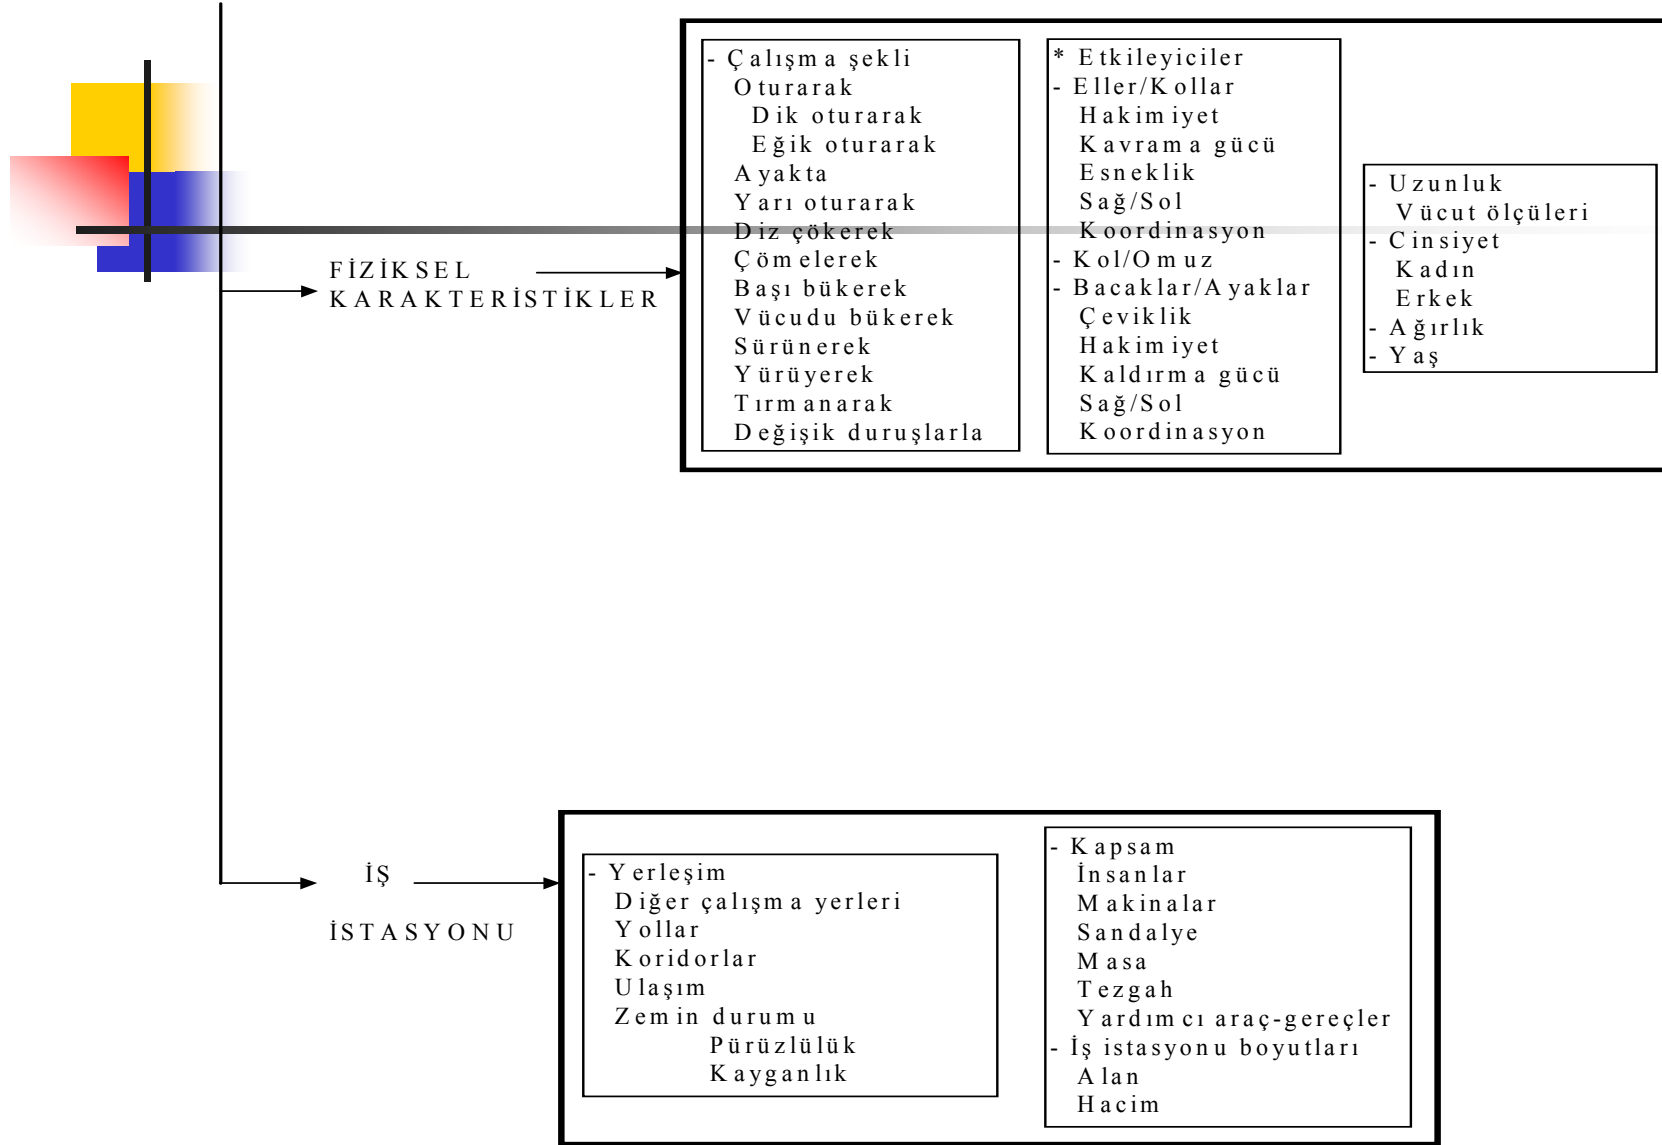 FİZİKSEL
KARAKTERİSTİKLER
- Çalışma şekli
Oturarak
Dik oturarak
Eğik oturarak
Ayakta
Yarı oturarak
Diz çökerek
Çömelerek
Başı bükerek
Vücudu bükerek
Sürünerek
Yürüyerek
Tırmanarak
Değişik duruşlarla
* Etkileyiciler
- Eller/Kollar
Hakimiyet
Kavrama gücü
Esneklik
Sağ/Sol
Koordinasyon
- Kol/Omuz
- Bacaklar/Ayaklar
Çeviklik
Hakimiyet
Kaldırma gücü
Sağ/Sol
Koordinasyon
- Uzunluk
Vücut ölçüleri
- Cinsiyet
Kadın
Erkek
- Ağırlık
- Yaş
İŞ
İSTASYONU
- Yerleşim
Diğer çalışma yerleri
Yollar
Koridorlar
Ulaşım
Zemin durumu
Pürüzlülük
Kayganlık
- Kapsam
İnsanlar
Makinalar
Sandalye
Masa
Tezgah
Yardımcı araç-gereçler
- İş istasyonu boyutları
Alan
Hacim